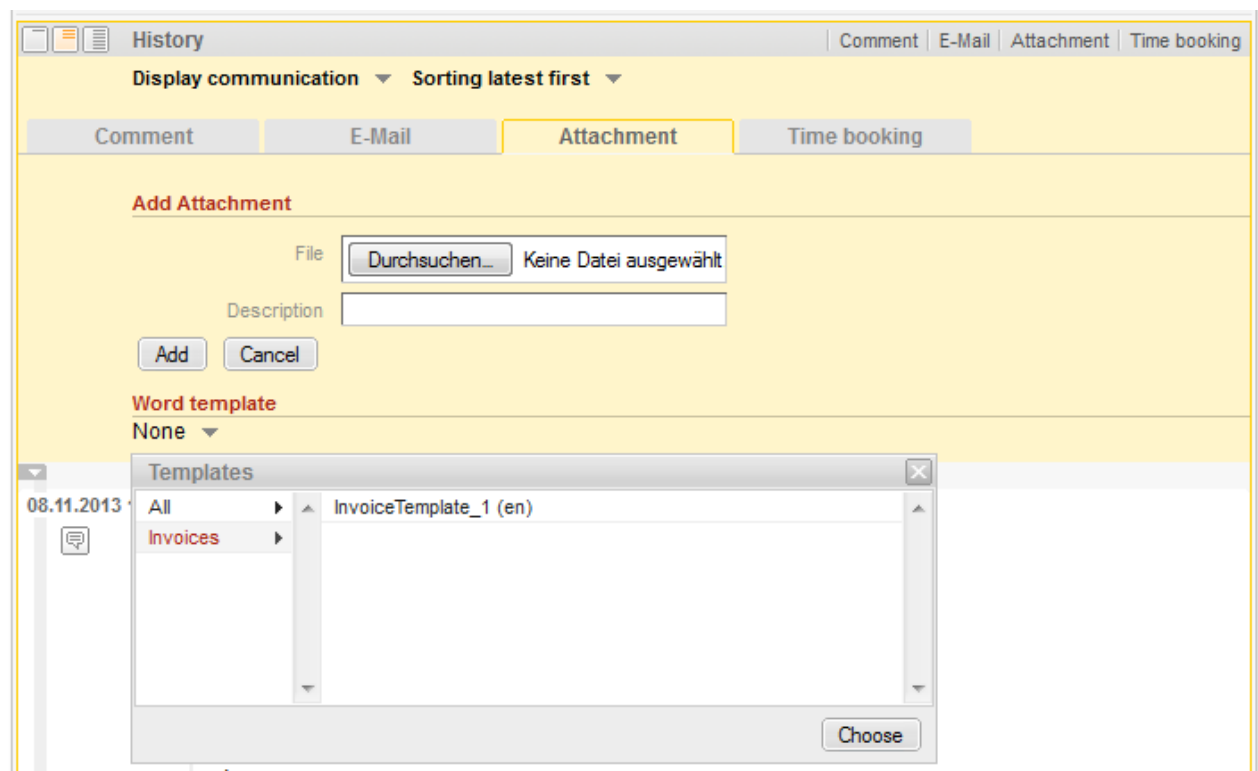 History Comment E-Mail Attachment Time booking
Display communication Sorting latest first
Comment E-Mail Attachment Time booking
Add Attachment
File Durchsuchen... Keine Datei ausgewählt
Description
Add Cancel
Word template
None
Templates
08.11.2013 All InvoiceTemplate_1 (en)
Invoices
Choose